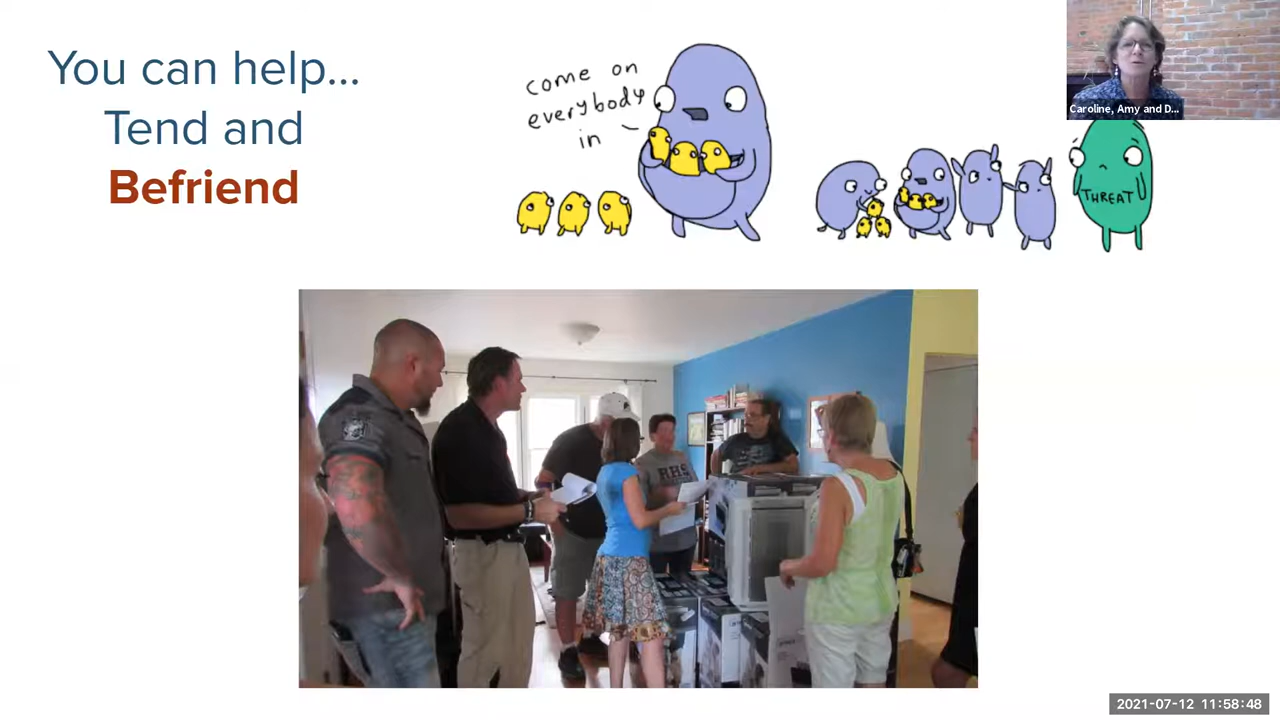 You can help...
Tend and
Befriend
come on
everybody
in
THREAT
Caroline, Amy and D...
RHS
2021-07-12 11:58:48